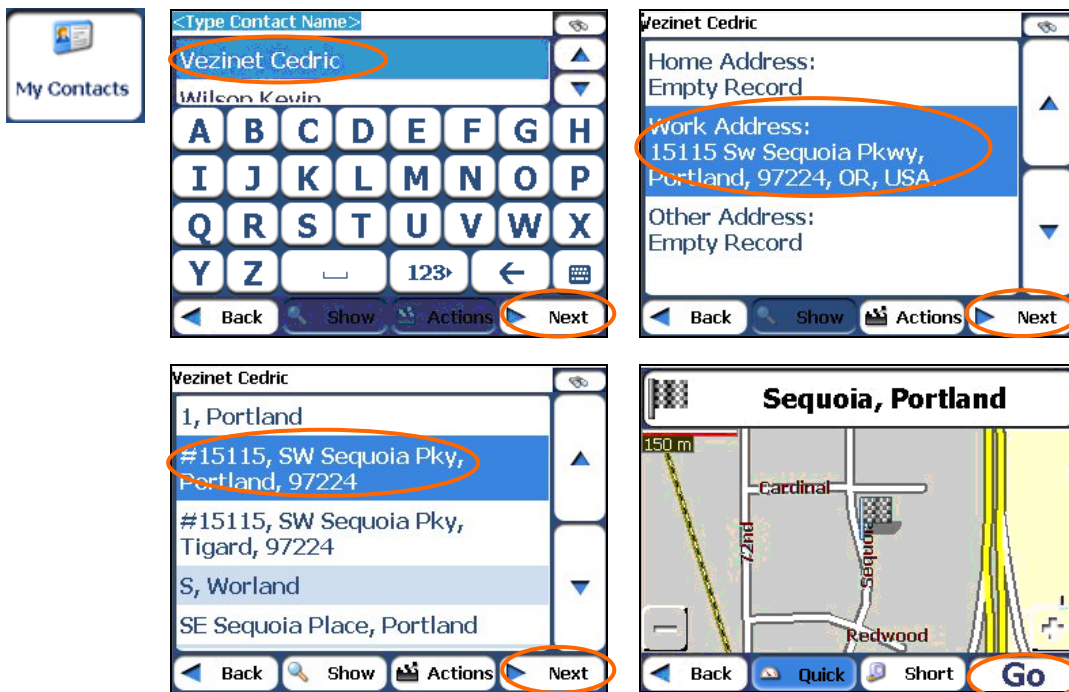 My Contacts
<Type Contact Name>
Vezinet Cedric
Wilson Kevin
A B C D E F G H
I J K L M N O P
Q R S T U V W X
Y Z 123
Back Show Actions Next
Vezinet Cedric
Home Address:
Empty Record
Work Address:
15115 Sw Sequoia Pkwy,
Portland, 97224, OR, USA.
Other Address:
Empty Record
Back Show Actions Next
Vezinet Cedric
1, Portland
#15115, SW Sequoia Pky,
Portland, 97224
#15115, SW Sequoia Pky,
Tigard, 97224
S, Worland
SE Sequoia Place, Portland
Back Show Actions Next
Sequoia, Portland
150 m
Cardinal
72nd
Sequoia
Redwood
Back Quick Short Go